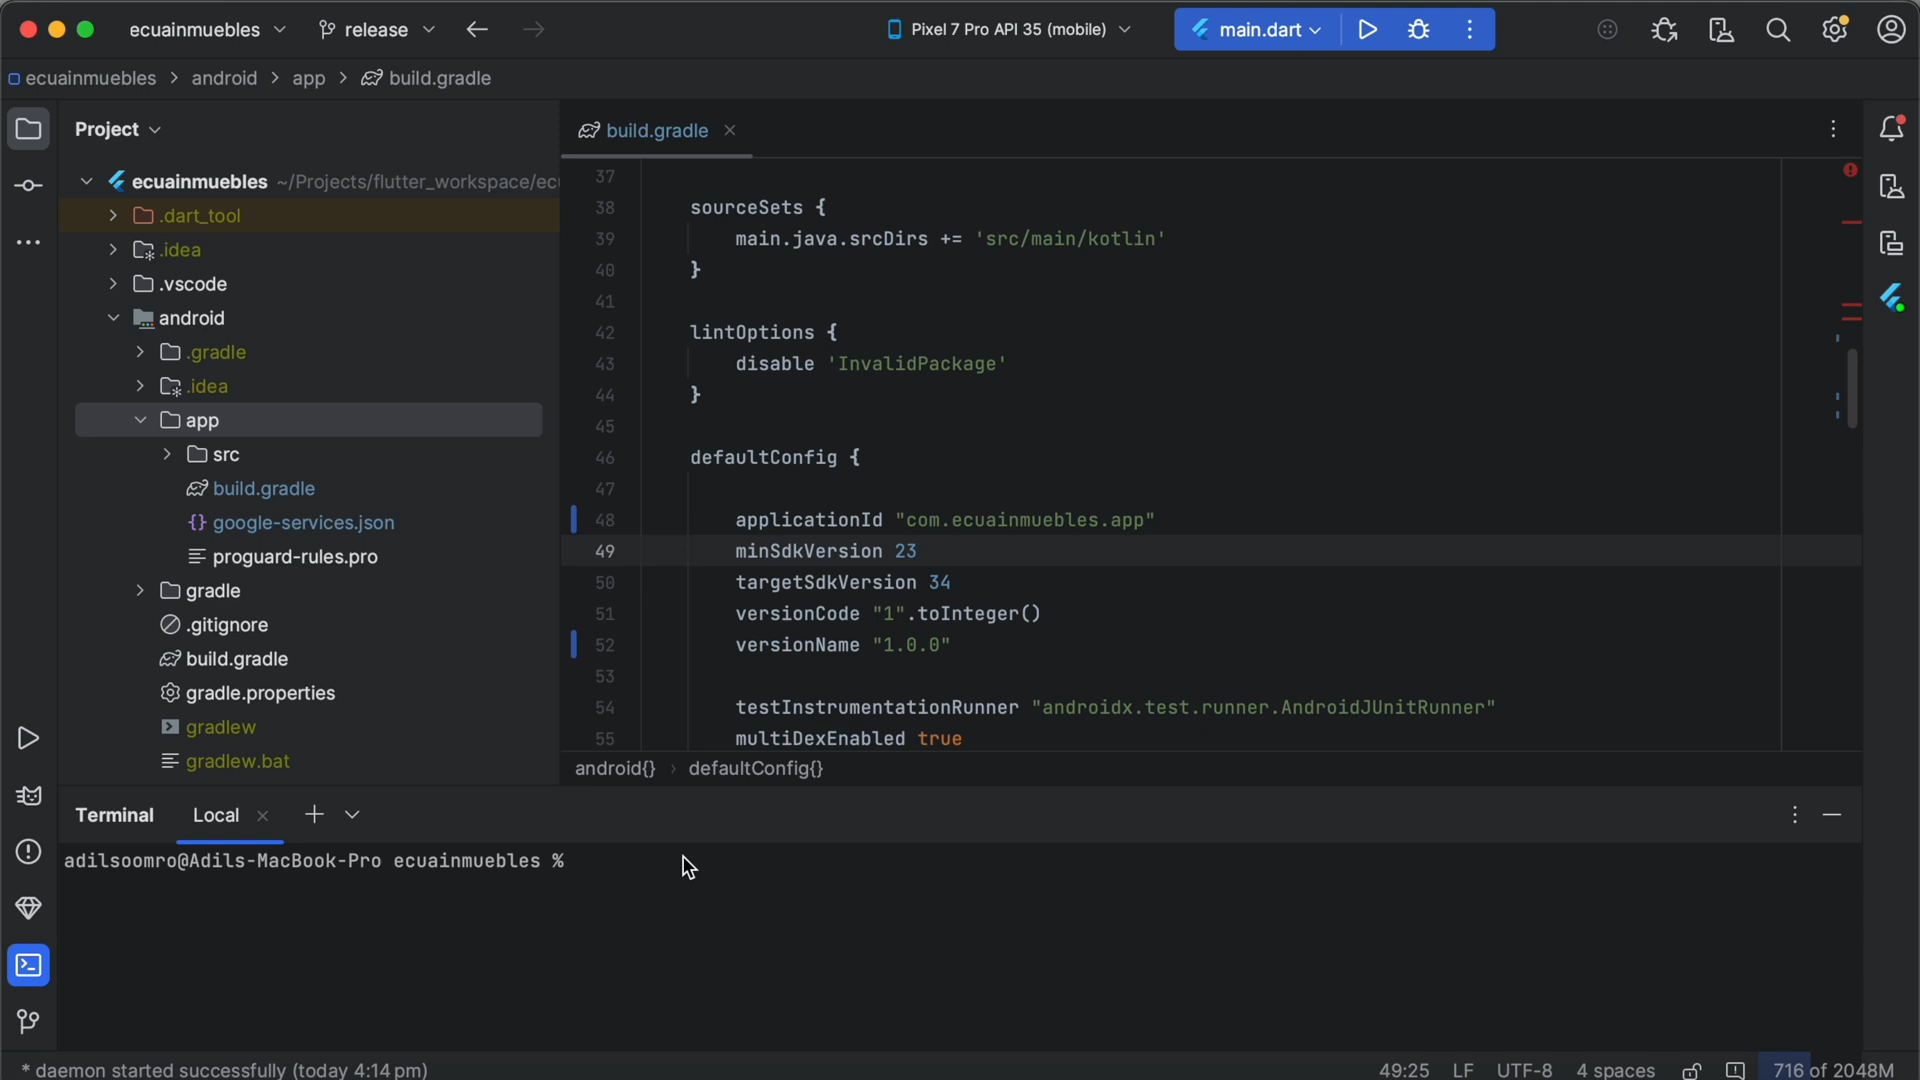 ecuainmuebles release Pixel 7 Pro API 35 (mobile) main.dart
ecuainmuebles > android > app > build.gradle
Project
ecuainmuebles ~/Projects/flutter_workspace/ecu
.dart_tool
.idea
.vscode
android
.gradle
.idea
app
src
build.gradle
google-services.json
proguard-rules.pro
gradle
.gitignore
build.gradle
gradle.properties
gradlew
gradlew.bat
build.gradle
37
38 sourceSets {
39 main.java.srcDirs += 'src/main/kotlin'
40 }
41
42 lintOptions {
43 disable 'InvalidPackage'
44 }
45
46 defaultConfig {
47
48 applicationId "com.ecuainmuebles.app"
49 minSdkVersion 23
50 targetSdkVersion 34
51 versionCode "1".toInteger()
52 versionName "1.0.0"
53
54 testInstrumentationRunner "androidx.test.runner.AndroidJUnitRunner"
55 multiDexEnabled true
android{} > defaultConfig{}
Terminal Local
adilsoomro@Adils-MacBook-Pro ecuainmuebles %
* daemon started successfully (today 4:14 pm) 49:25 LF UTF-8 4 spaces 716 of 2048M